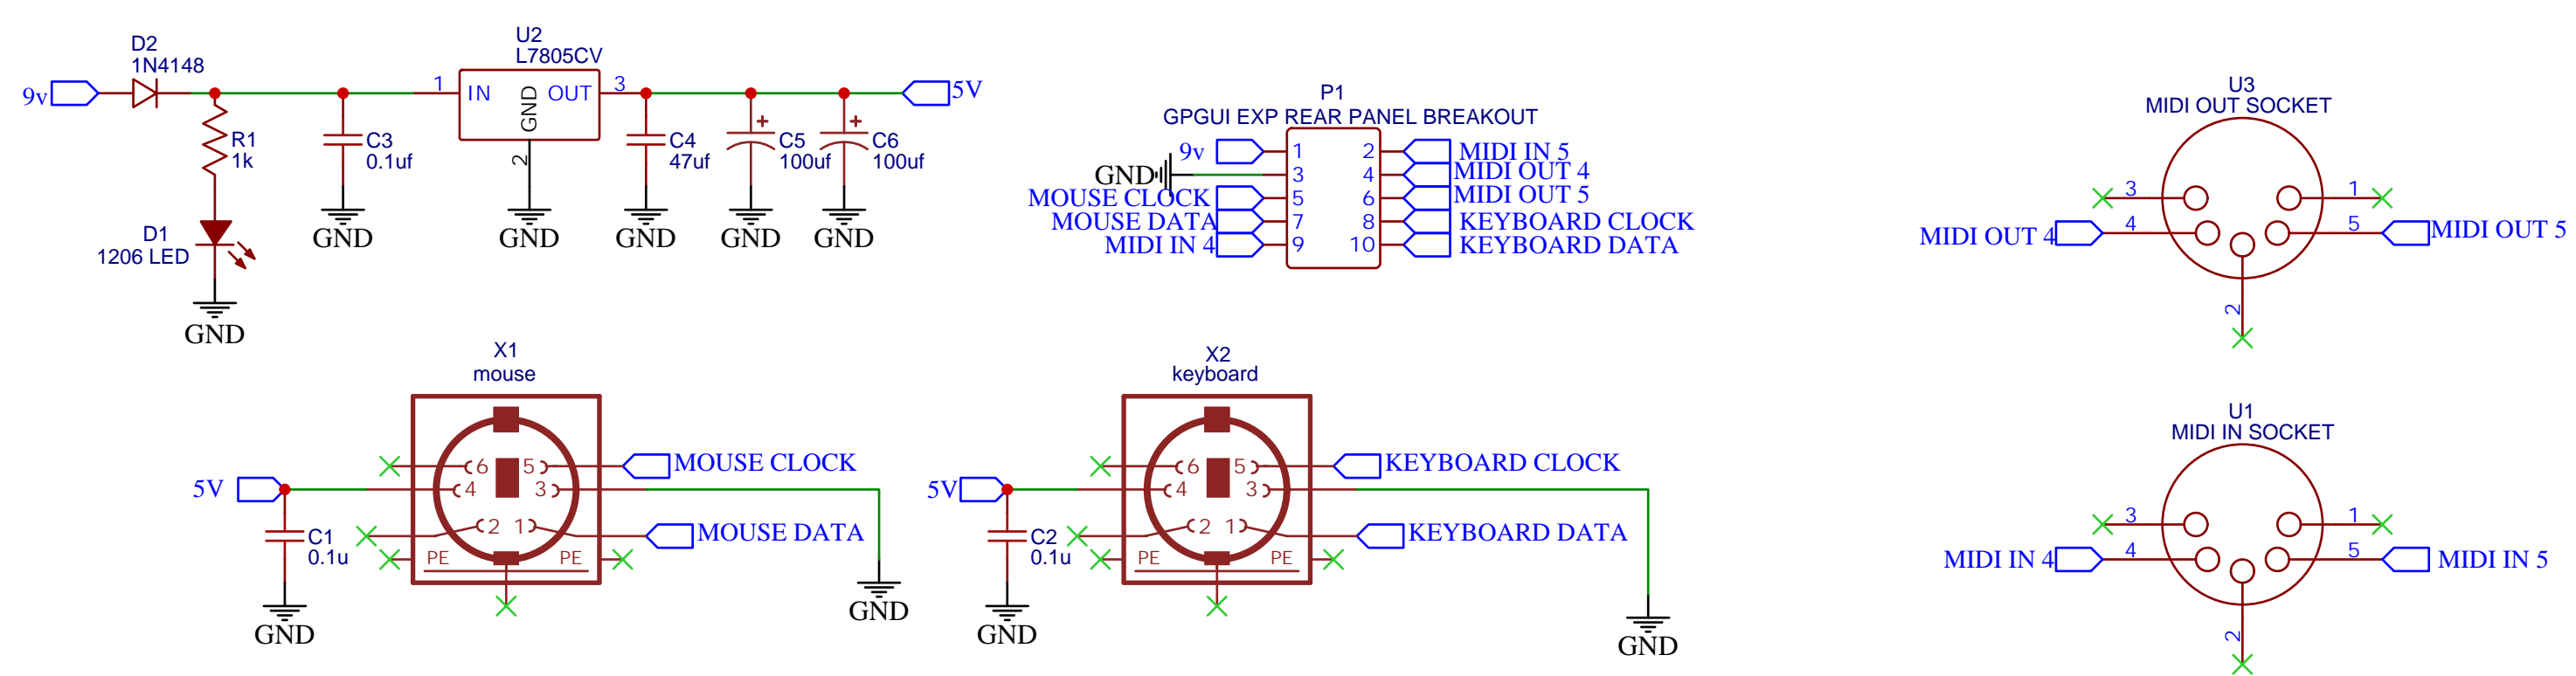 D2
1N4148
9v
R1
1k
D1
1206 LED
GND
C3
0.1uf
GND
U2
L7805CV
1
IN
GND
OUT
3
2
GND
C4
47uf
GND
+
C5
100uf
GND
+
C6
100uf
GND
5V
P1
GPGUI EXP REAR PANEL BREAKOUT
9v 1 2 MIDI IN 5
GND 3 4 MIDI OUT 4
MOUSE CLOCK 5 6 MIDI OUT 5
MOUSE DATA 7 8 KEYBOARD CLOCK
MIDI IN 4 9 10 KEYBOARD DATA
U3
MIDI OUT SOCKET
3 1
MIDI OUT 4 4 5 MIDI OUT 5
2
X1
mouse
6 5 MOUSE CLOCK
5V 4 3
2 1 MOUSE DATA
C1
0.1u
PE PE
GND
GND
X2
keyboard
6 5 KEYBOARD CLOCK
5V 4 3
2 1 KEYBOARD DATA
C2
0.1u
PE PE
GND
GND
U1
MIDI IN SOCKET
3 1
MIDI IN 4 4 5 MIDI IN 5
2